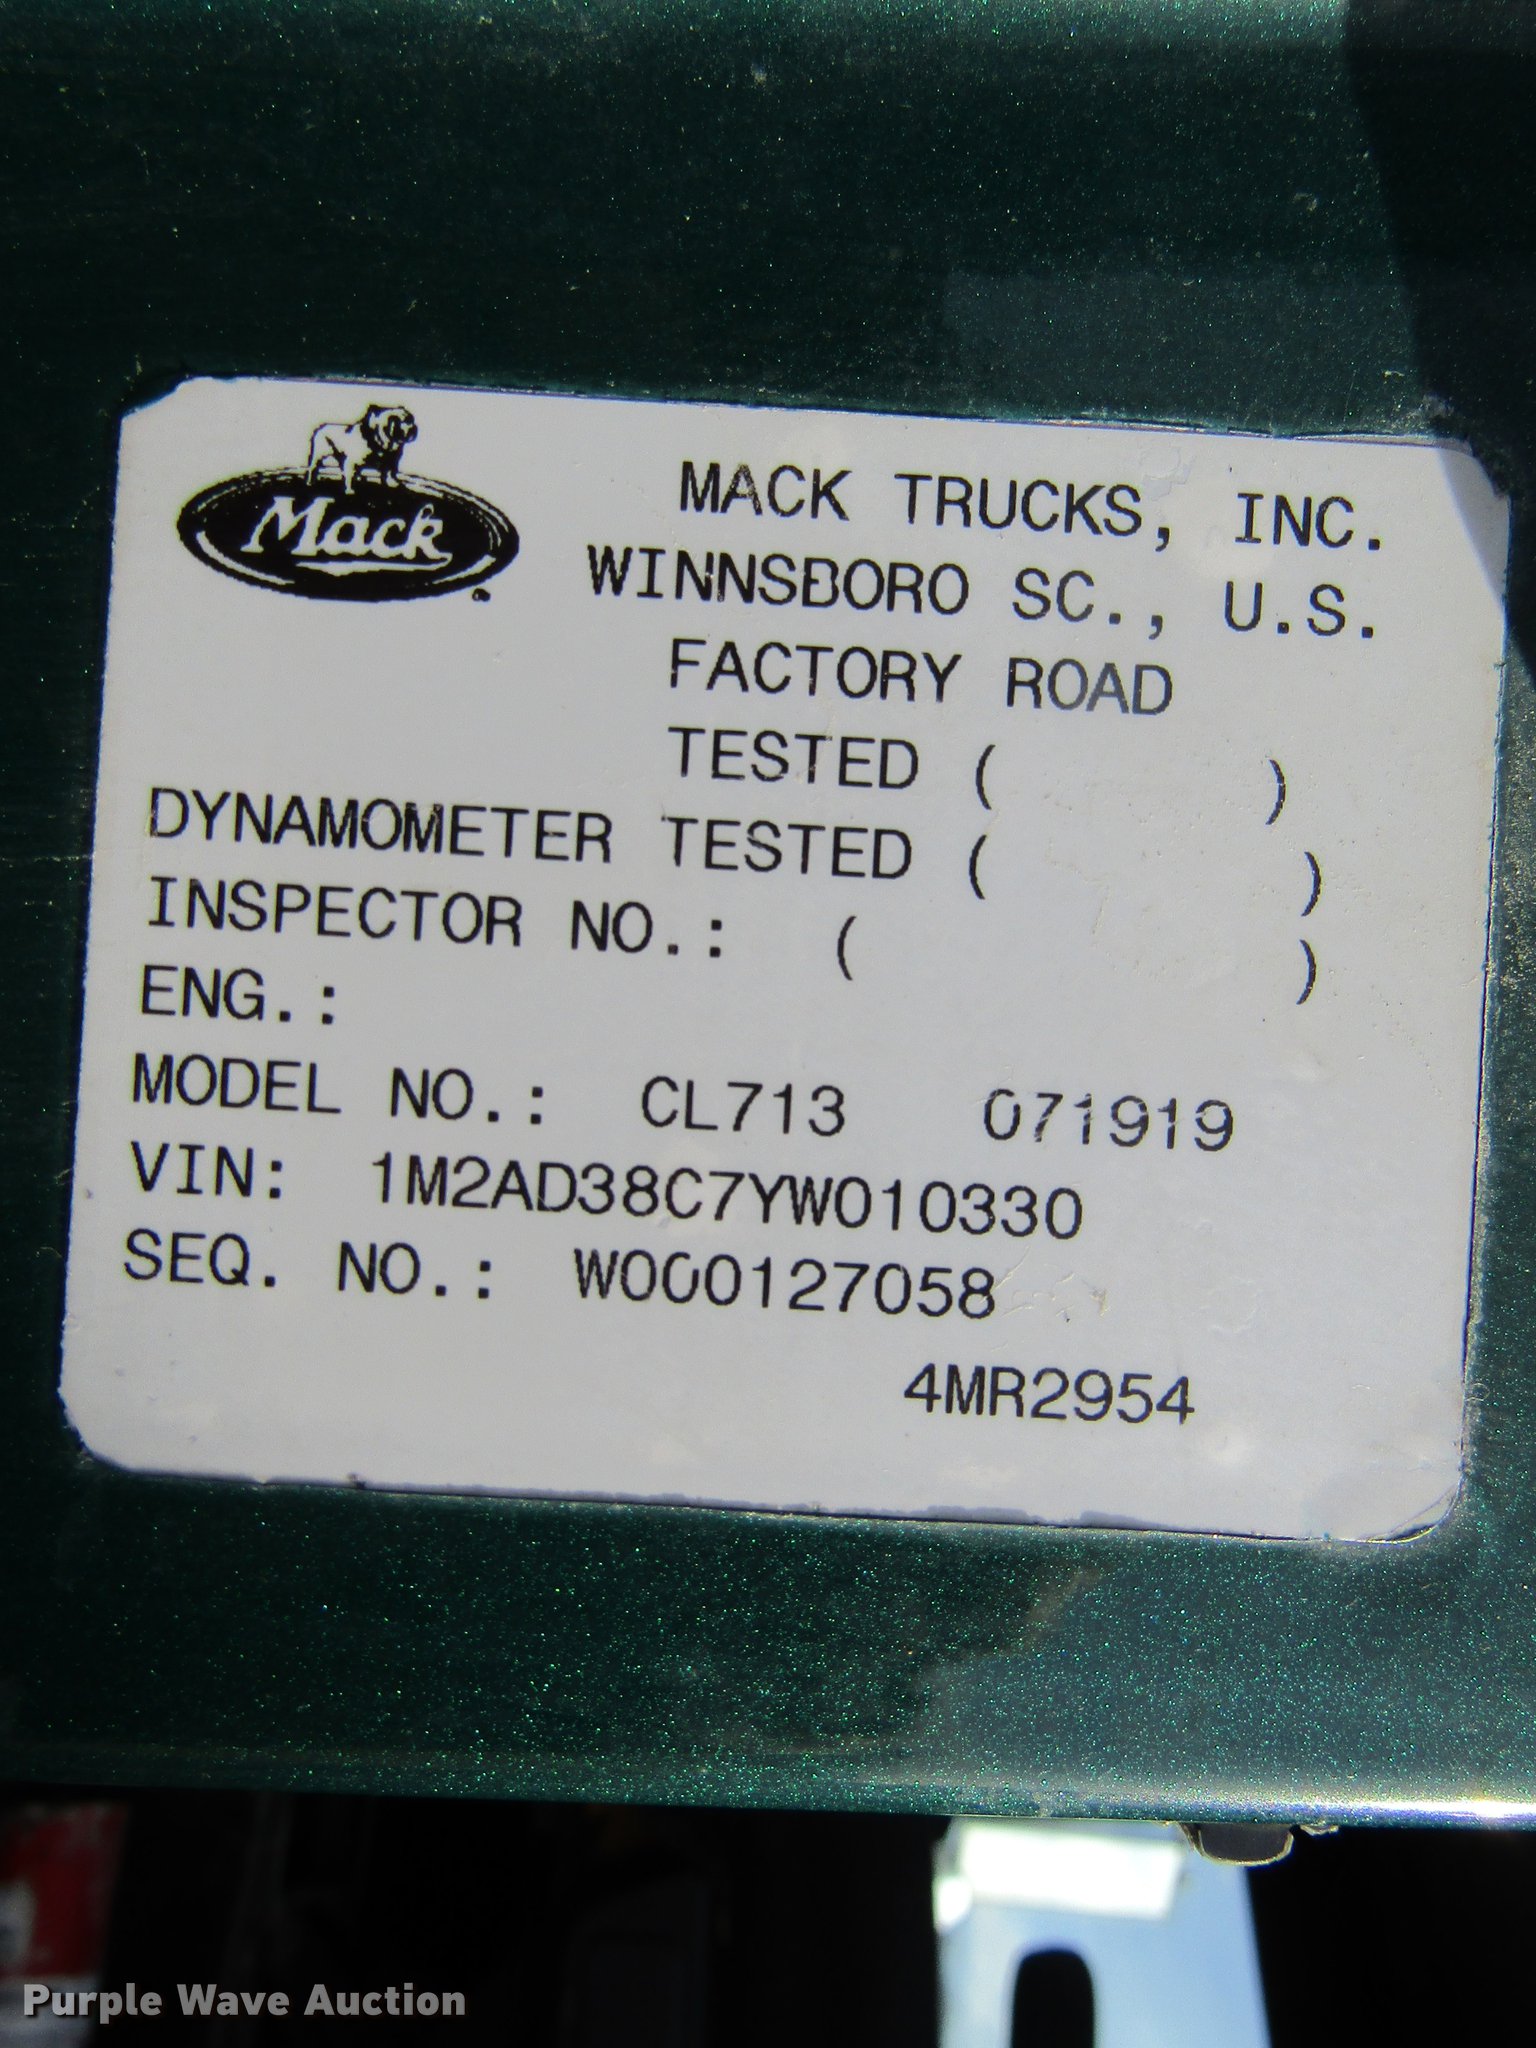 Mack
MACK TRUCKS, INC.
WINNSBORO SC., U.S.
FACTORY ROAD
TESTED ( )
DYNAMOMETER TESTED ( )
INSPECTOR NO.: ( )
ENG.:
MODEL NO.: CL713 071919
VIN: 1M2AD38C7YW010330
SEQ. NO.: W000127058
4MR2954
Purple Wave Auction